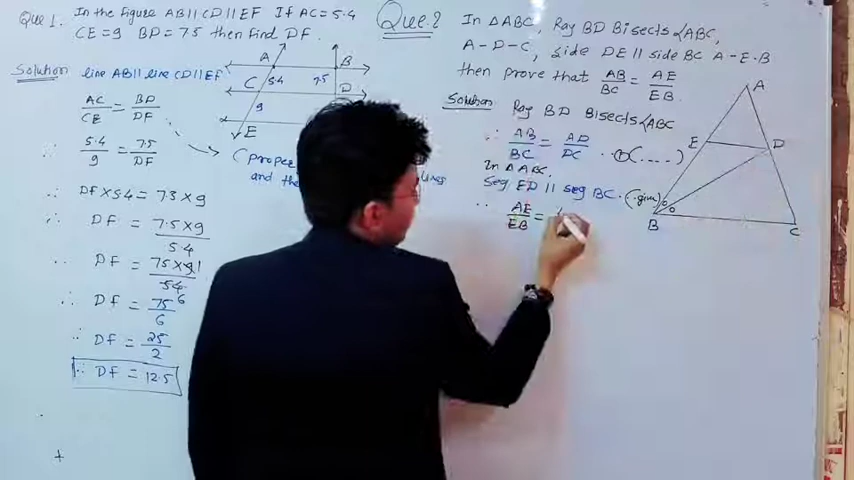 Que 1. In the figure AB||CD||EF If AC=5.4
CE=9 BD=7.5 then find DF.
Solution line AB||line CD||EF
AC/CE = BD/DF
∴ 5.4/9 = 7.5/DF
∴ DF×5.4 = 7.5×9
∴ DF = 7.5×9/5.4
∴ DF = 75×9/54
∴ DF = 75/6
∴ DF = 25/2
∴ DF = 12.5
A
B
C 5.4
7.5
D
9
E
(proper
and the
lines
Que.2 In △ABC, Ray BD Bisects ∠ABC,
A-D-C, side DE || side BC A-E-B
then prove that AB/BC = AE/EB
Solution Ray BD Bisects ∠ABC
∴ AB/BC = AD/DC ...①(....)
In △ABC,
Seg ED || seg BC.(.given)
∴ AE/EB =
A
E
D
B
C